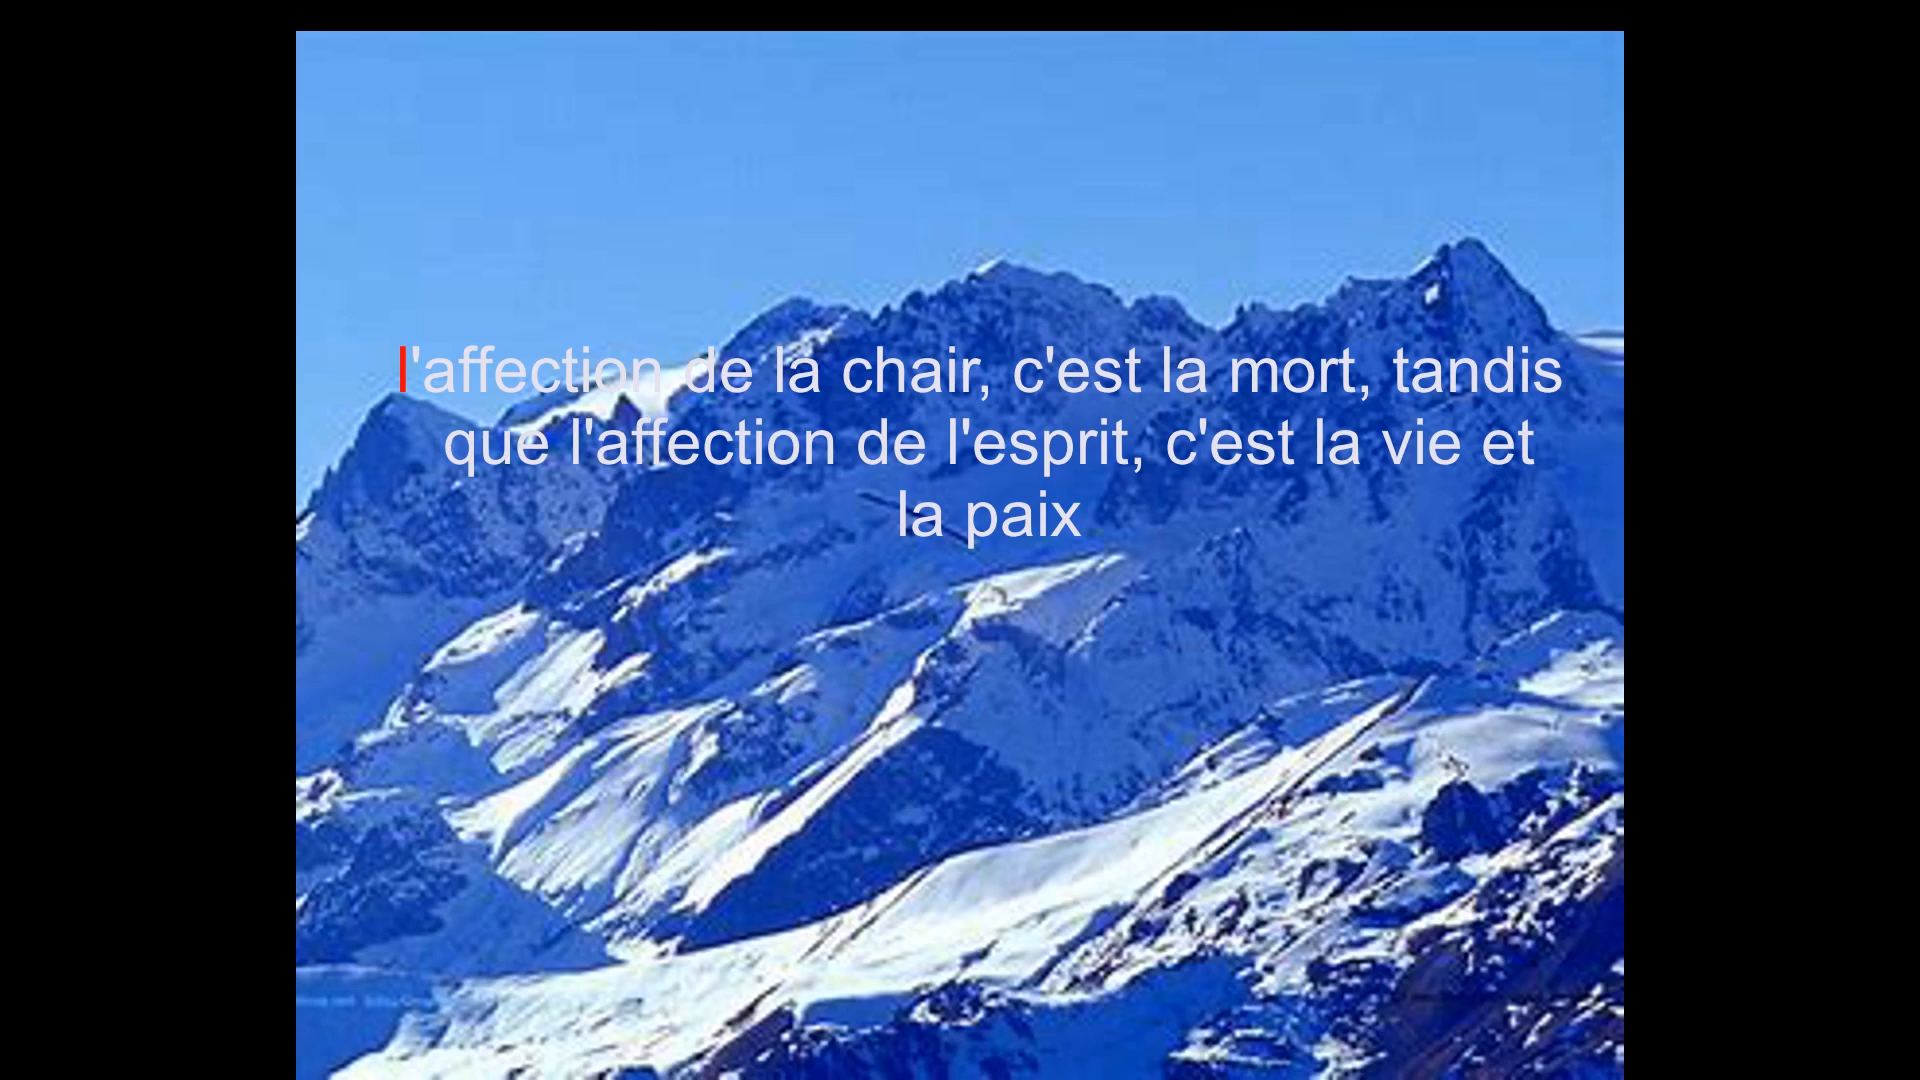 l'affection de la chair, c'est la mort, tandis
que l'affection de l'esprit, c'est la vie et
la paix